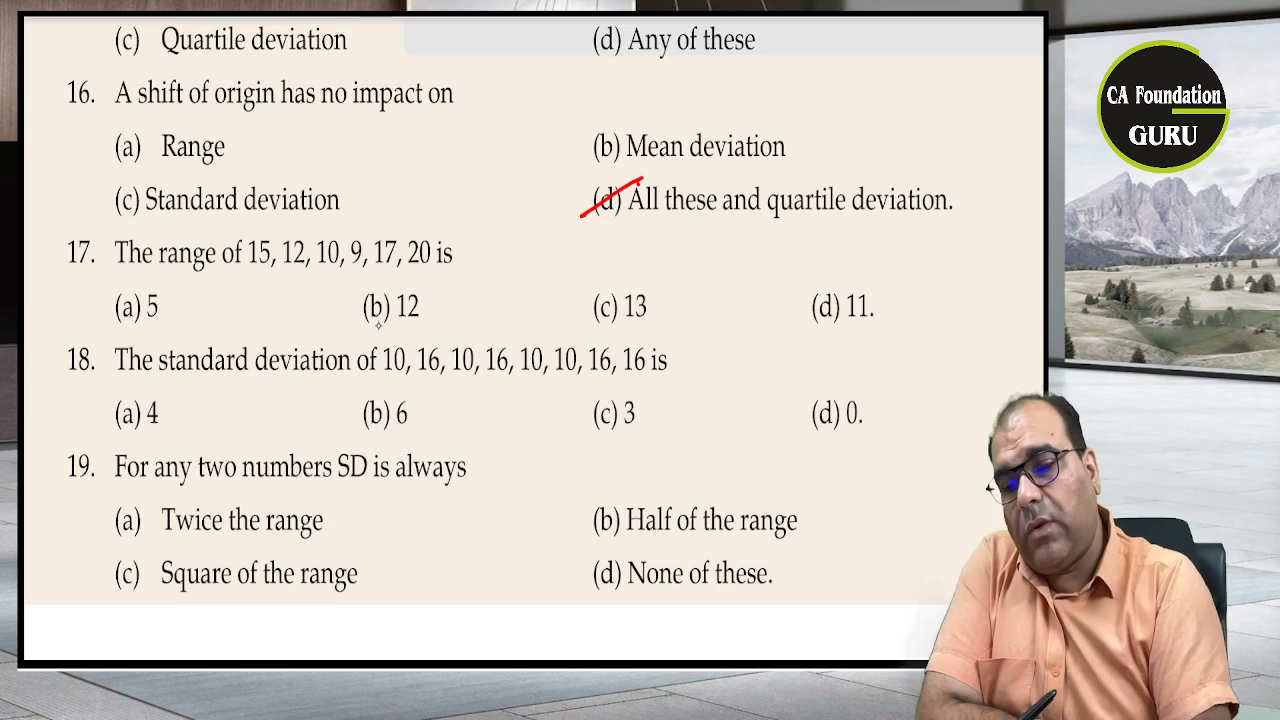 (c) Quartile deviation (d) Any of these
16. A shift of origin has no impact on
(a) Range (b) Mean deviation
(c) Standard deviation (d) All these and quartile deviation.
17. The range of 15, 12, 10, 9, 17, 20 is
(a) 5 (b) 12 (c) 13 (d) 11.
18. The standard deviation of 10, 16, 10, 16, 10, 10, 16, 16 is
(a) 4 (b) 6 (c) 3 (d) 0.
19. For any two numbers SD is always
(a) Twice the range (b) Half of the range
(c) Square of the range (d) None of these.
CA Foundation
GURU